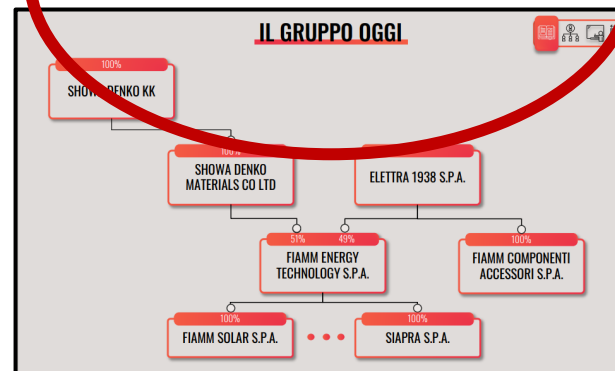 IL GRUPPO OGGI
100%
SHOWA DENKO KK
100%
SHOWA DENKO
MATERIALS CO LTD
ELETTRA 1938 S.P.A.
51%
49%
FIAMM ENERGY
TECHNOLOGY S.P.A.
100%
FIAMM COMPONENTI
ACCESSORI S.P.A.
100%
FIAMM SOLAR S.P.A.
100%
SIAPRA S.P.A.